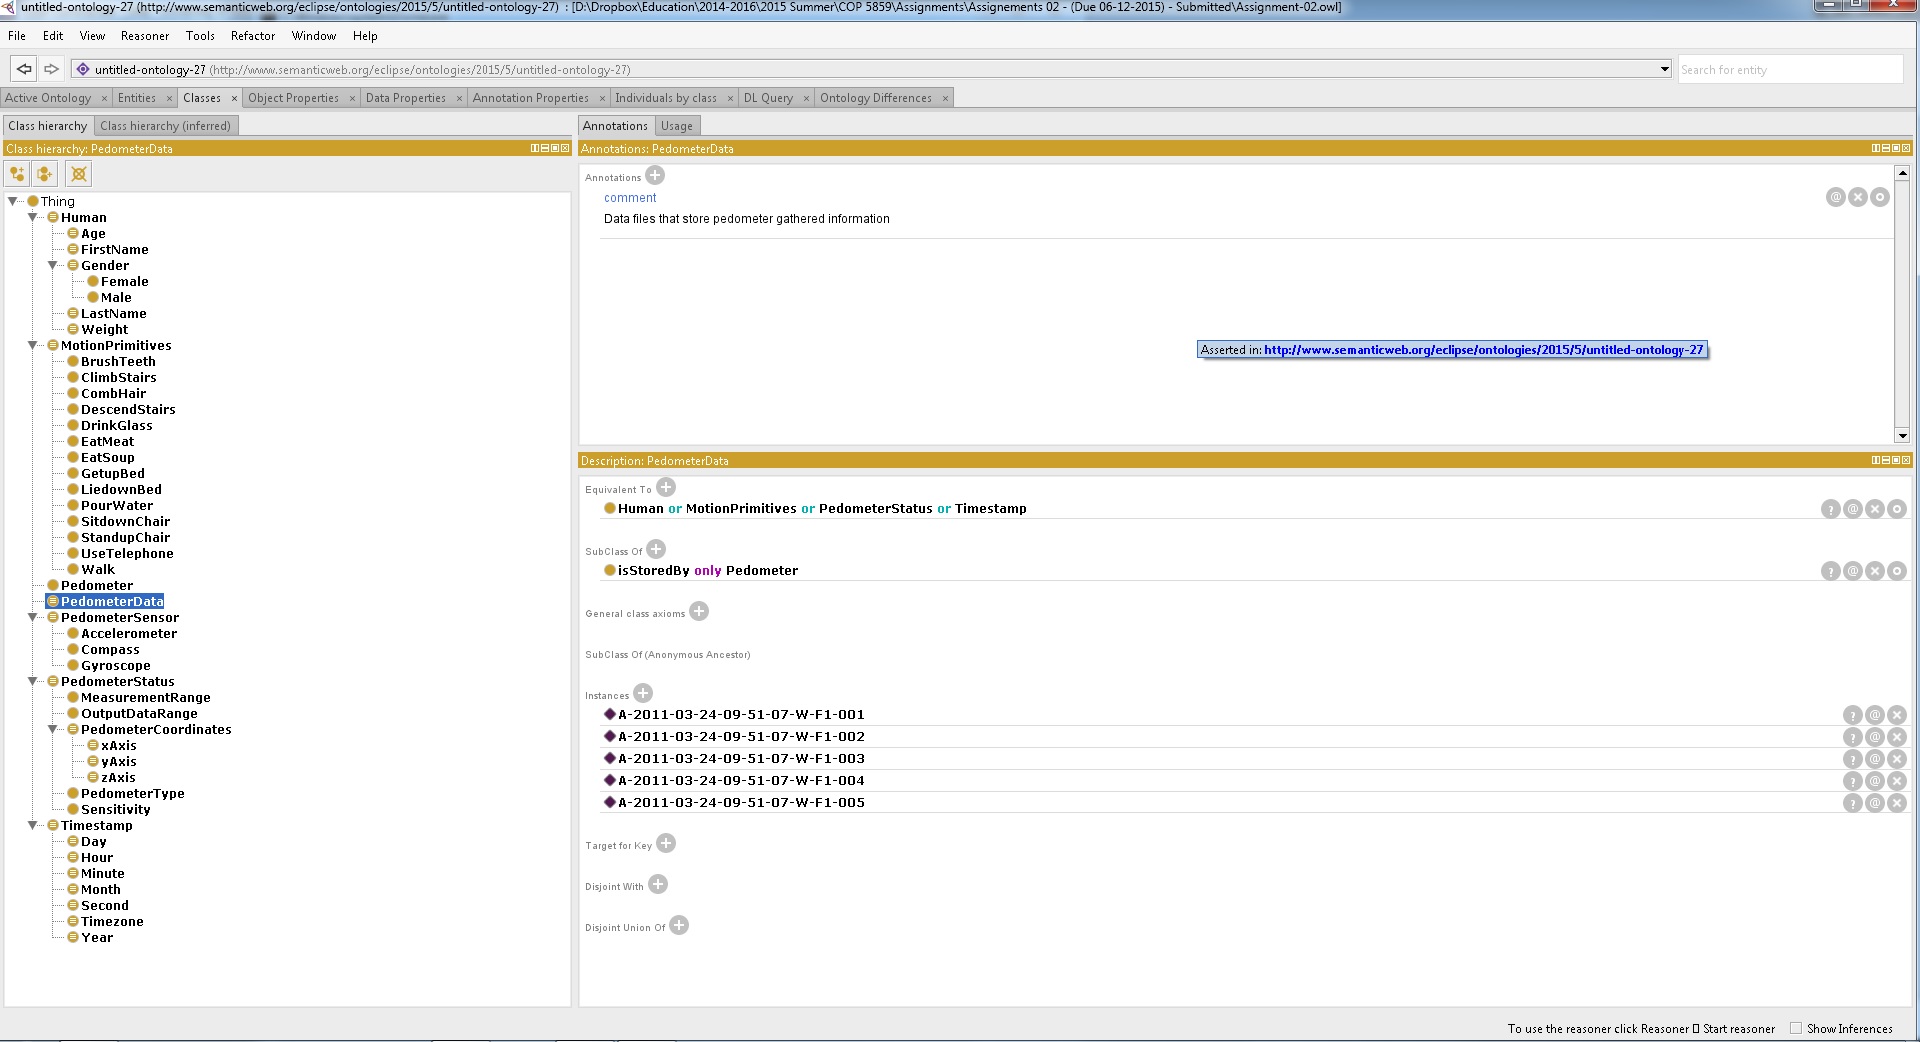 untitled-ontology-27 (http://www.semanticweb.org/eclipse/ontologies/2015/5/untitled-ontology-27) : [D:\Dropbox\Education\2014-2016\2015 Summer\COP 5859\Assignments\Assignements 02 - (Due 06-12-2015) - Submitted\Assignment-02.owl]
File Edit View Reasoner Tools Refactor Window Help
untitled-ontology-27 (http://www.semanticweb.org/eclipse/ontologies/2015/5/untitled-ontology-27) Search for entity
Active Ontology × Entities × Classes × Object Properties × Data Properties × Annotation Properties × Individuals by class × DL Query × Ontology Differences ×
Class hierarchy Class hierarchy (inferred)
Class hierarchy: PedometerData
Thing
Human
Age
FirstName
Gender
Female
Male
LastName
Weight
MotionPrimitives
BrushTeeth
ClimbStairs
CombHair
DescendStairs
DrinkGlass
EatMeat
EatSoup
GetupBed
LiedownBed
PourWater
SitdownChair
StandupChair
UseTelephone
Walk
Pedometer
PedometerData
PedometerSensor
Accelerometer
Compass
Gyroscope
PedometerStatus
MeasurementRange
OutputDataRange
PedometerCoordinates
xAxis
yAxis
zAxis
PedometerType
Sensitivity
Timestamp
Day
Hour
Minute
Month
Second
Timezone
Year
Annotations Usage
Annotations: PedometerData
Annotations
comment
Data files that store pedometer gathered information
Asserted in: http://www.semanticweb.org/eclipse/ontologies/2015/5/untitled-ontology-27
Description: PedometerData
Equivalent To
Human or MotionPrimitives or PedometerStatus or Timestamp
SubClass Of
isStoredBy only Pedometer
General class axioms
SubClass Of (Anonymous Ancestor)
Instances
A-2011-03-24-09-51-07-W-F1-001
A-2011-03-24-09-51-07-W-F1-002
A-2011-03-24-09-51-07-W-F1-003
A-2011-03-24-09-51-07-W-F1-004
A-2011-03-24-09-51-07-W-F1-005
Target for Key
Disjoint With
Disjoint Union Of
To use the reasoner click Reasoner ▯ Start reasoner Show Inferences